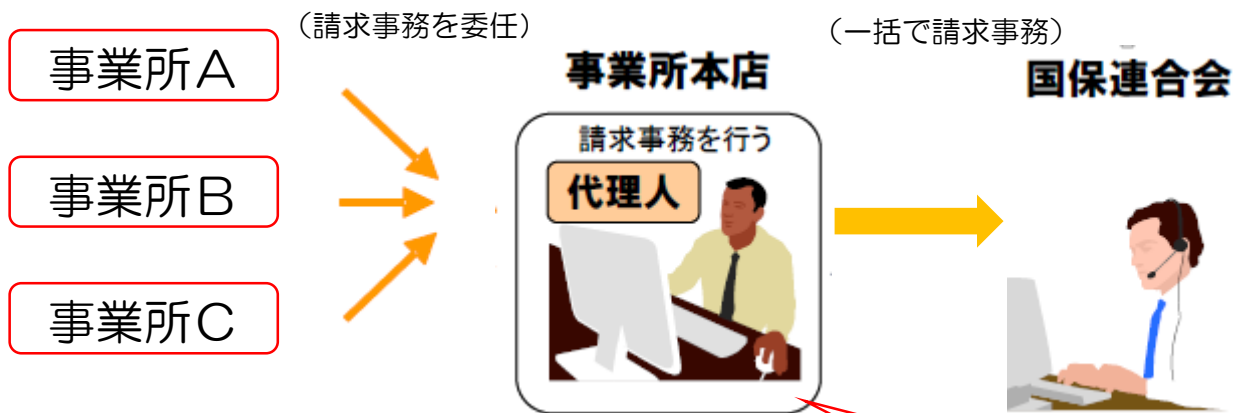 （請求事務を委任）
（一括で請求事務）
事業所Ａ
事業所本店
国保連合会
請求事務を行う
代理人
事業所Ｂ
事業所Ｃ